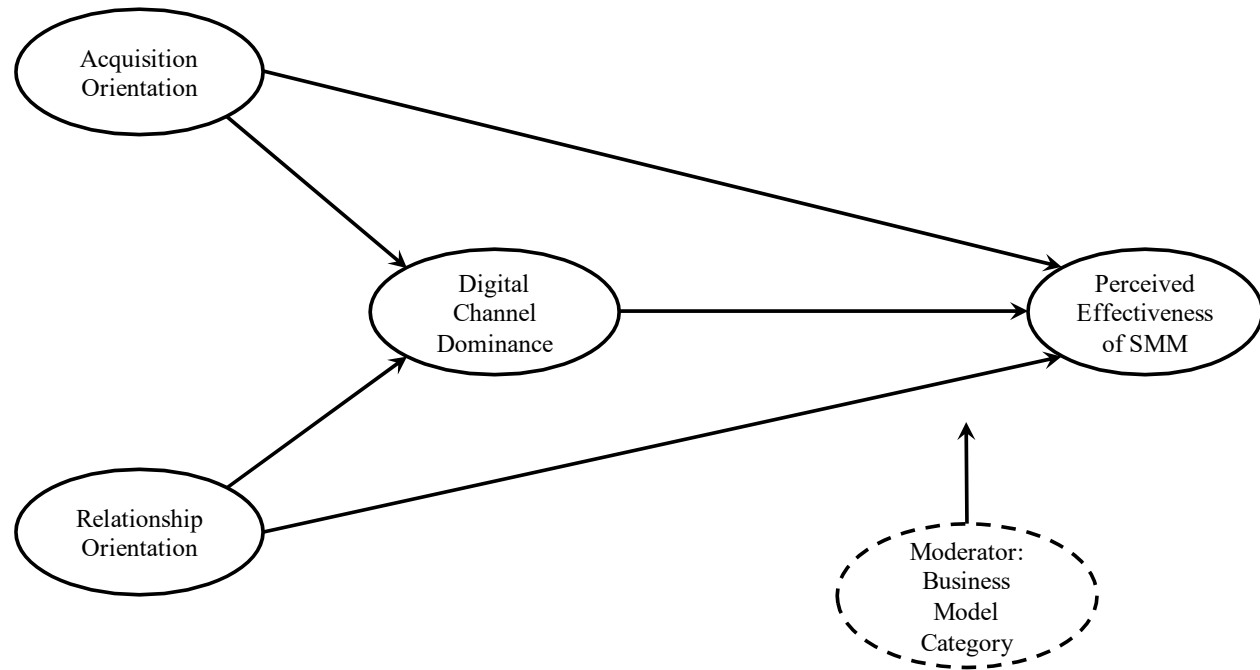 Acquisition
Orientation
Digital
Channel
Dominance
Perceived
Effectiveness
of SMM
Relationship
Orientation
Moderator:
Business
Model
Category